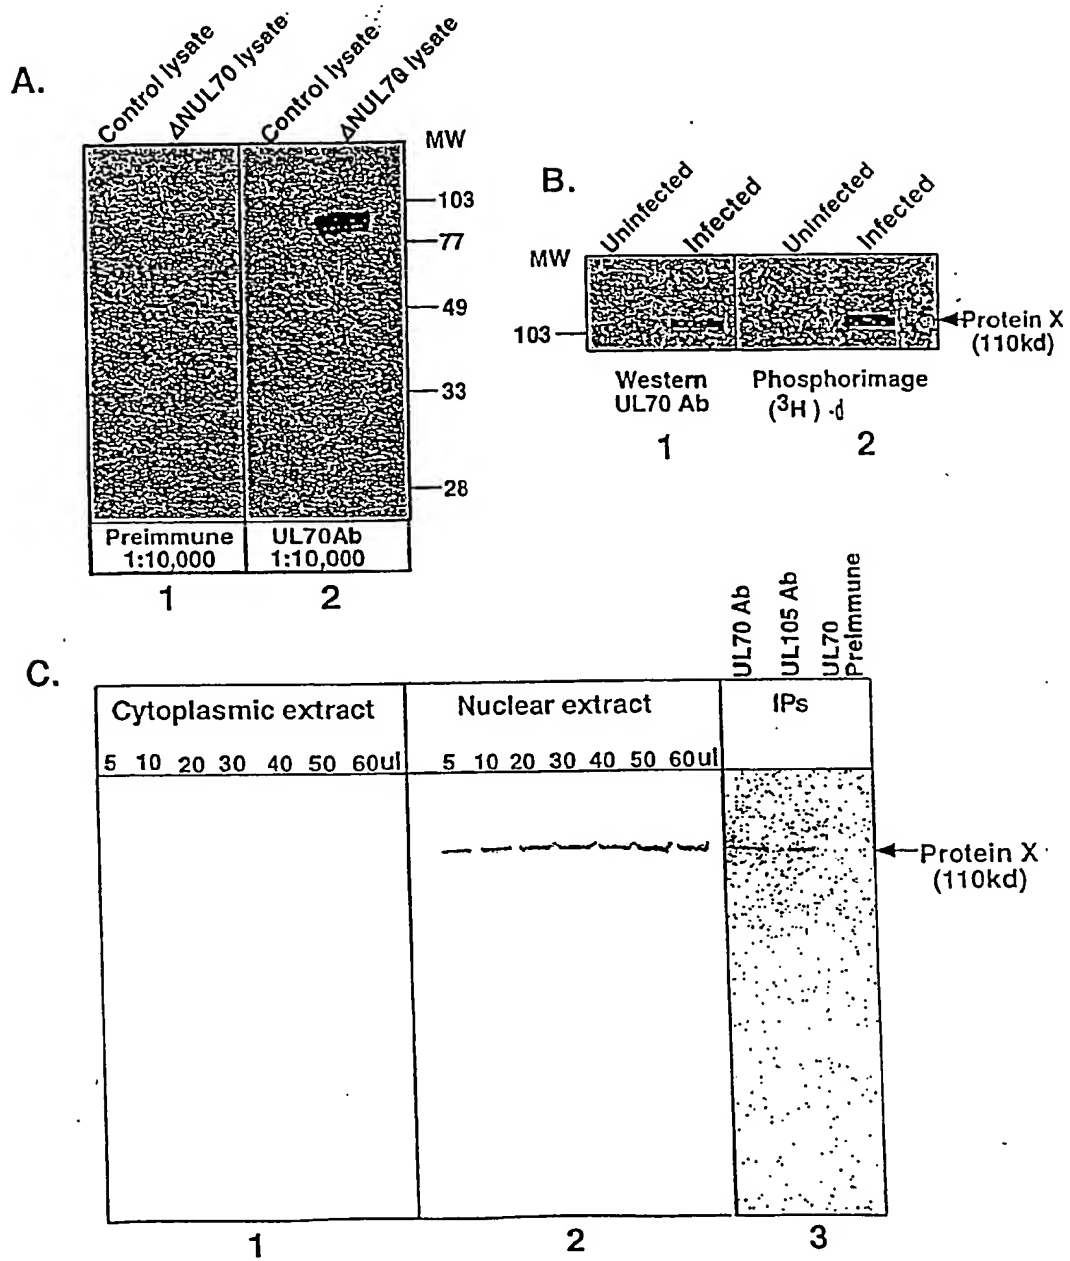 A.
Control lysate
ΔNUL70 lysate
Control lysate
ΔNUL70 lysate
MW
103
77
49
33
28
Preimmune
1:10,000
UL70Ab
1:10,000
1
2
B.
Uninfected
Infected
Uninfected
Infected
MW
103
Protein X
(110kd)
Western
UL70 Ab
Phosphorimage
(³H)
1
2
C.
UL70 Ab
UL105 Ab
UL70
PreImmune
Cytoplasmic extract
Nuclear extract
IPs
5 10 20 30 40 50 60ul
5 10 20 30 40 50 60ul
Protein X
(110kd)
1
2
3